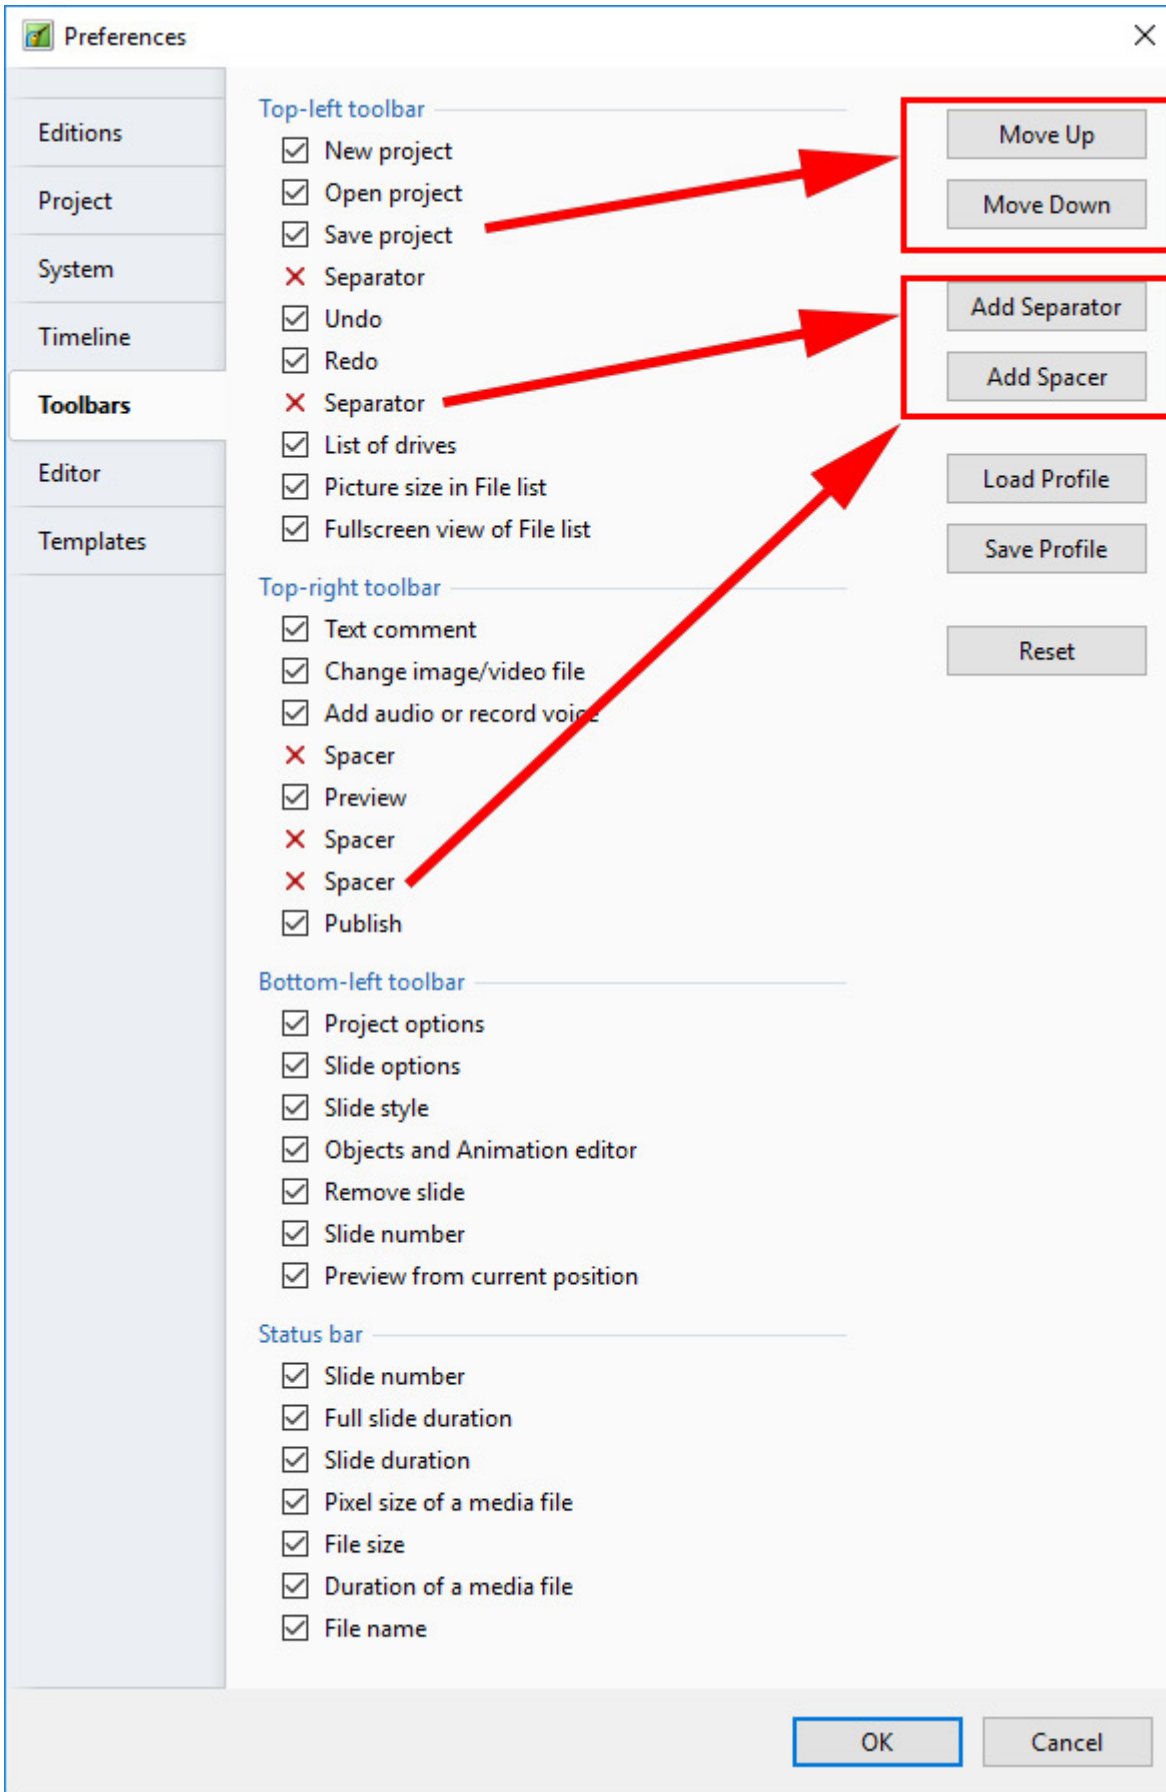 Preferences
Editions
Project
System
Timeline
Toolbars
Editor
Templates
Top-left toolbar
New project
Open project
Save project
Separator
Undo
Redo
Separator
List of drives
Picture size in File list
Fullscreen view of File list
Top-right toolbar
Text comment
Change image/video file
Add audio or record voice
Spacer
Preview
Spacer
Spacer
Publish
Bottom-left toolbar
Project options
Slide options
Slide style
Objects and Animation editor
Remove slide
Slide number
Preview from current position
Status bar
Slide number
Full slide duration
Slide duration
Pixel size of a media file
File size
Duration of a media file
File name
Move Up
Move Down
Add Separator
Add Spacer
Load Profile
Save Profile
Reset
OK
Cancel